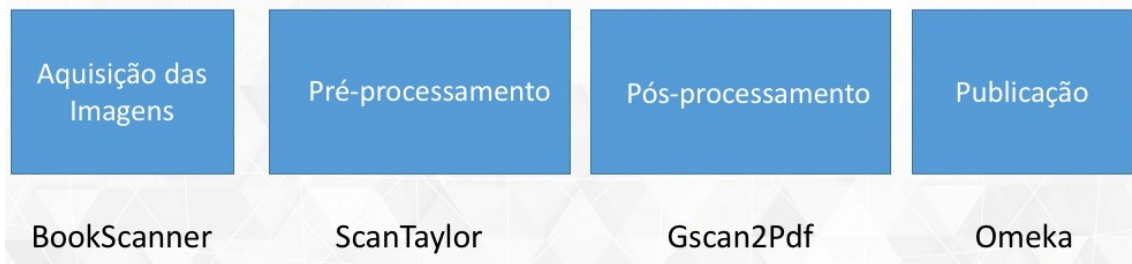 Aquisição das
Imagens
Pré-processamento
Pós-processamento
Publicação
BookScanner
ScanTaylor
Gscan2Pdf
Omeka